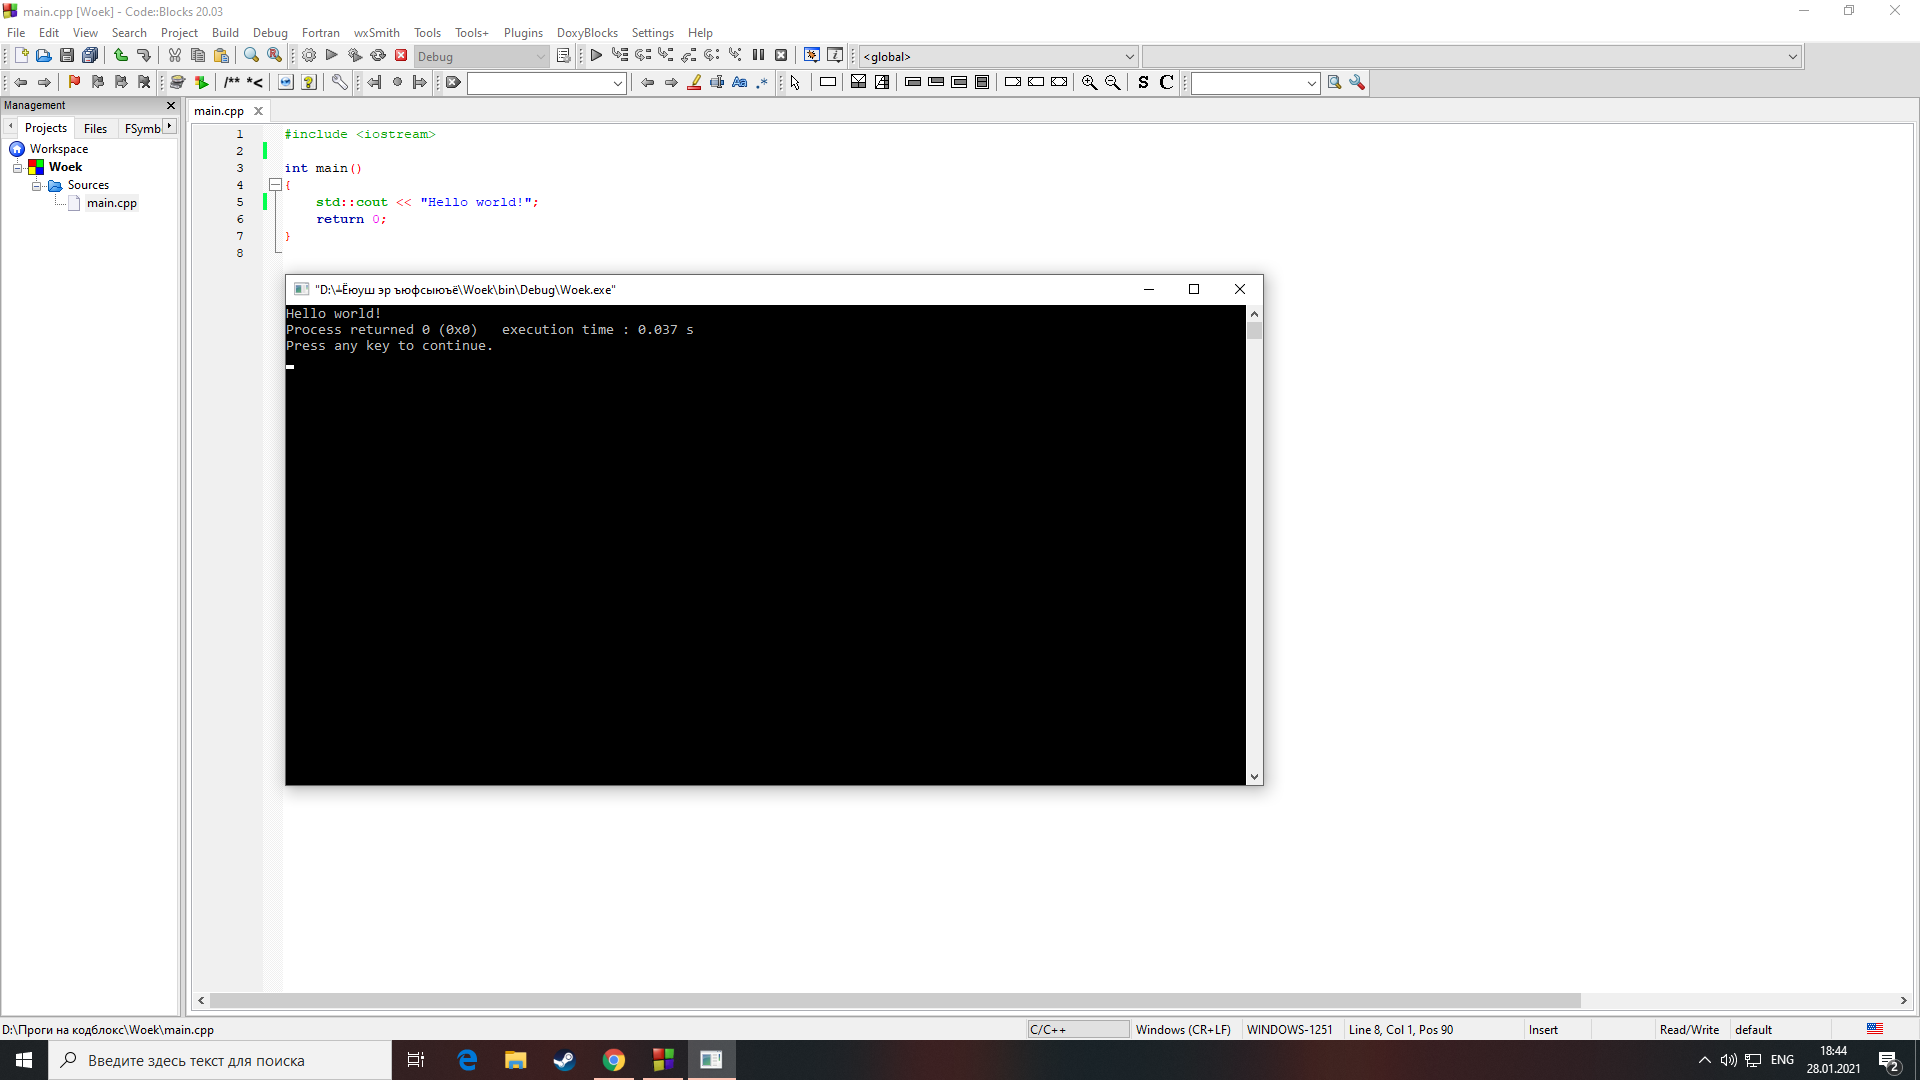 main.cpp [Woek] - Code::Blocks 20.03
File Edit View Search Project Build Debug Fortran wxSmith Tools Tools+ Plugins DoxyBlocks Settings Help
Debug
<global>
/** *<
Aa .*
S C
Management
Projects Files FSymb
Workspace
Woek
Sources
main.cpp
main.cpp
1 #include <iostream>
2
3 int main()
4 {
5 std::cout << "Hello world!";
6 return 0;
7 }
8
"D:\╧Ёюуш эр ъюфсыюъё\Woek\bin\Debug\Woek.exe"
Hello world!
Process returned 0 (0x0) execution time : 0.037 s
Press any key to continue.
D:\Проги на кодблокс\Woek\main.cpp
C/C++
Windows (CR+LF)
WINDOWS-1251
Line 8, Col 1, Pos 90
Insert
Read/Write
default
Введите здесь текст для поиска
ENG
18:44
28.01.2021
2